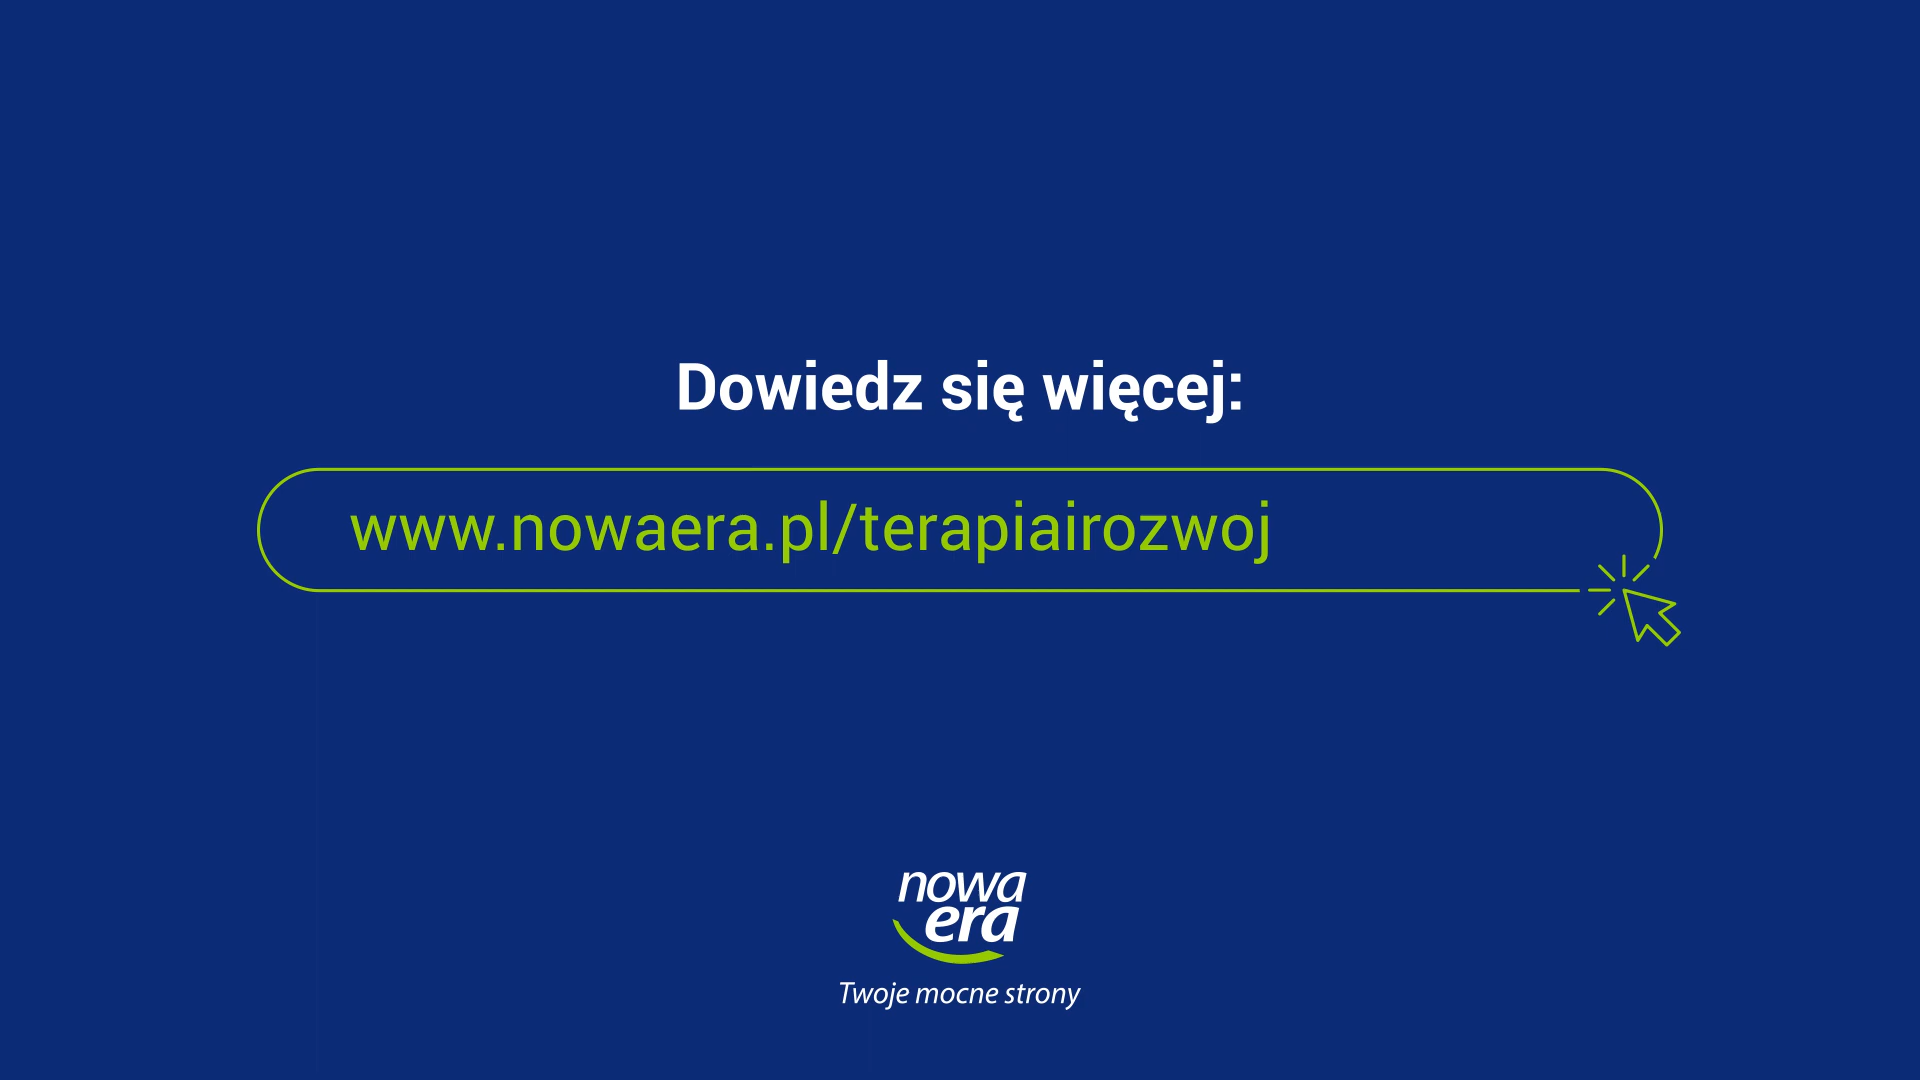 Dowiedz się więcej:
www.nowaera.pl/terapiairozwoj
nowa
era
Twoje mocne strony